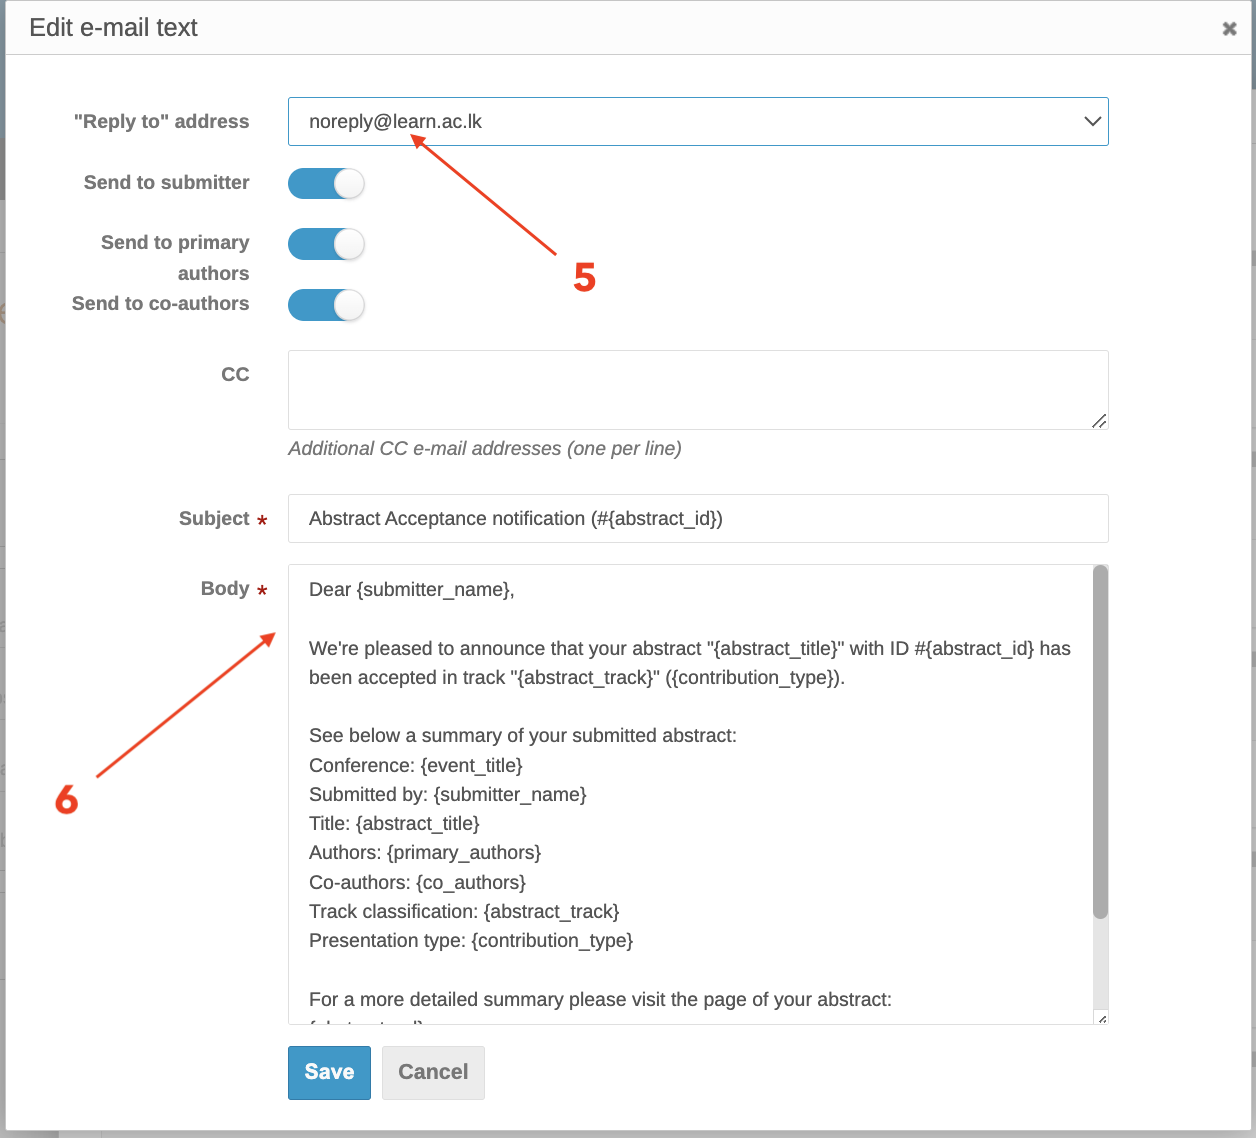 Edit e-mail text
"Reply to" address
noreply@learn.ac.lk
Send to submitter
5
Send to primary
authors
Send to co-authors
CC
Additional CC e-mail addresses (one per line)
Subject *
Abstract Acceptance notification (#{abstract_id})
Body *
6
Dear {submitter_name},
We're pleased to announce that your abstract "{abstract_title}" with ID #{abstract_id} has
been accepted in track "{abstract_track}" ({contribution_type}).
See below a summary of your submitted abstract:
Conference: {event_title}
Submitted by: {submitter_name}
Title: {abstract_title}
Authors: {primary_authors}
Co-authors: {co_authors}
Track classification: {abstract_track}
Presentation type: {contribution_type}
For a more detailed summary please visit the page of your abstract:
Save
Cancel